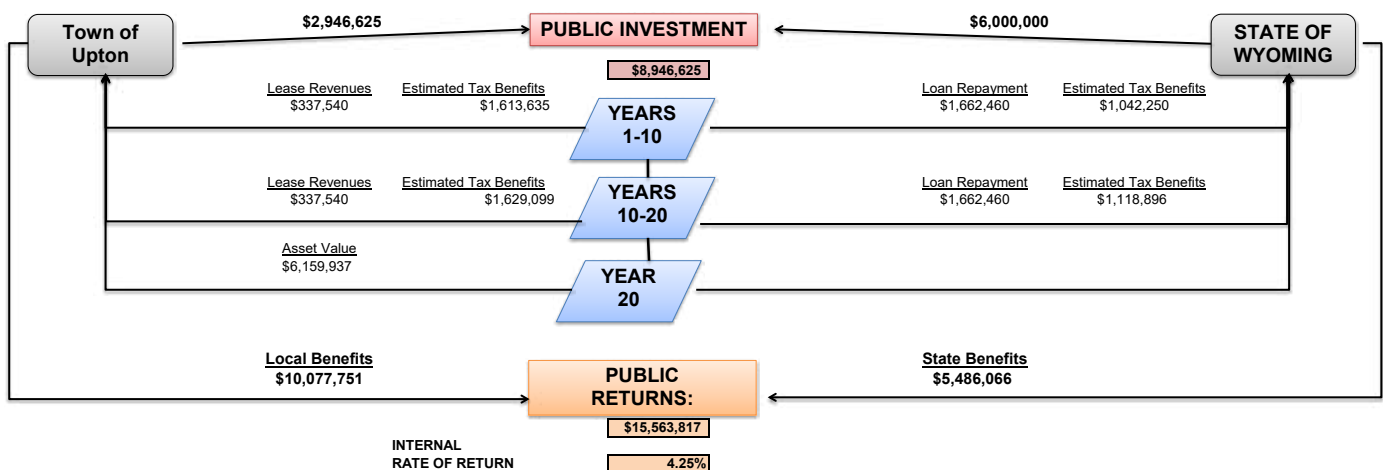 $2,946,625
$6,000,000
Town of
Upton
PUBLIC INVESTMENT
STATE OF
WYOMING
$8,946,625
Lease Revenues Estimated Tax Benefits
$337,540 $1,613,635
YEARS
1-10
Loan Repayment Estimated Tax Benefits
$1,662,460 $1,042,250
Lease Revenues Estimated Tax Benefits
$337,540 $1,629,099
YEARS
10-20
Loan Repayment Estimated Tax Benefits
$1,662,460 $1,118,896
Asset Value
$6,159,937
YEAR
20
Local Benefits
$10,077,751
PUBLIC
RETURNS:
State Benefits
$5,486,066
$15,563,817
INTERNAL
RATE OF RETURN 4.25%